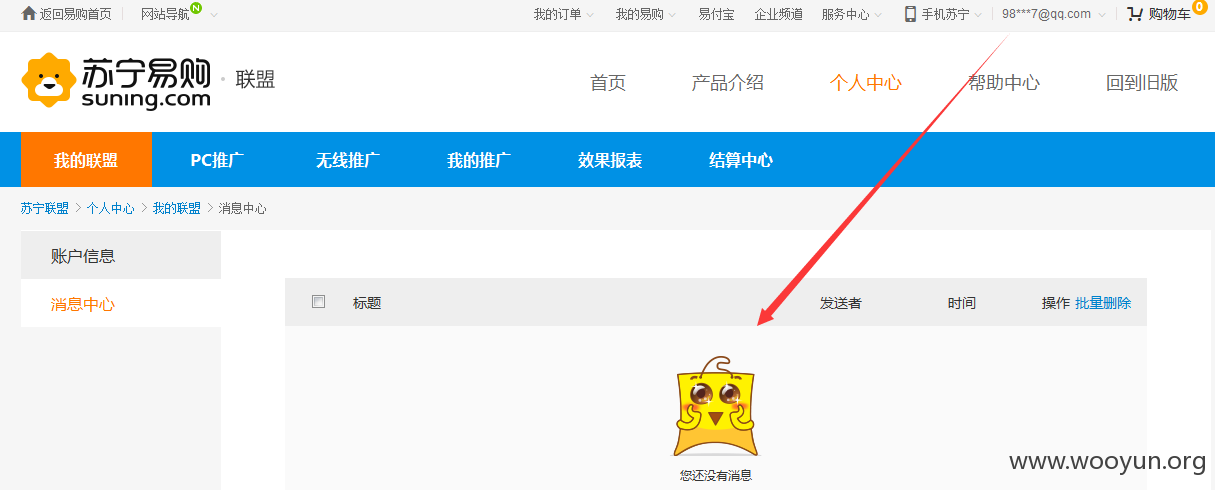 返回易购首页 网站导航 N 我的订单 我的易购 易付宝 企业频道 服务中心 手机苏宁 98***7@qq.com 购物车 0
苏宁易购 联盟
suning.com
首页 产品介绍 个人中心 帮助中心 回到旧版
我的联盟 PC推广 无线推广 我的推广 效果报表 结算中心
苏宁联盟 > 个人中心 > 我的联盟 > 消息中心
账户信息
消息中心
标题 发送者 时间 操作 批量删除
您还没有消息
www.wooyun.org